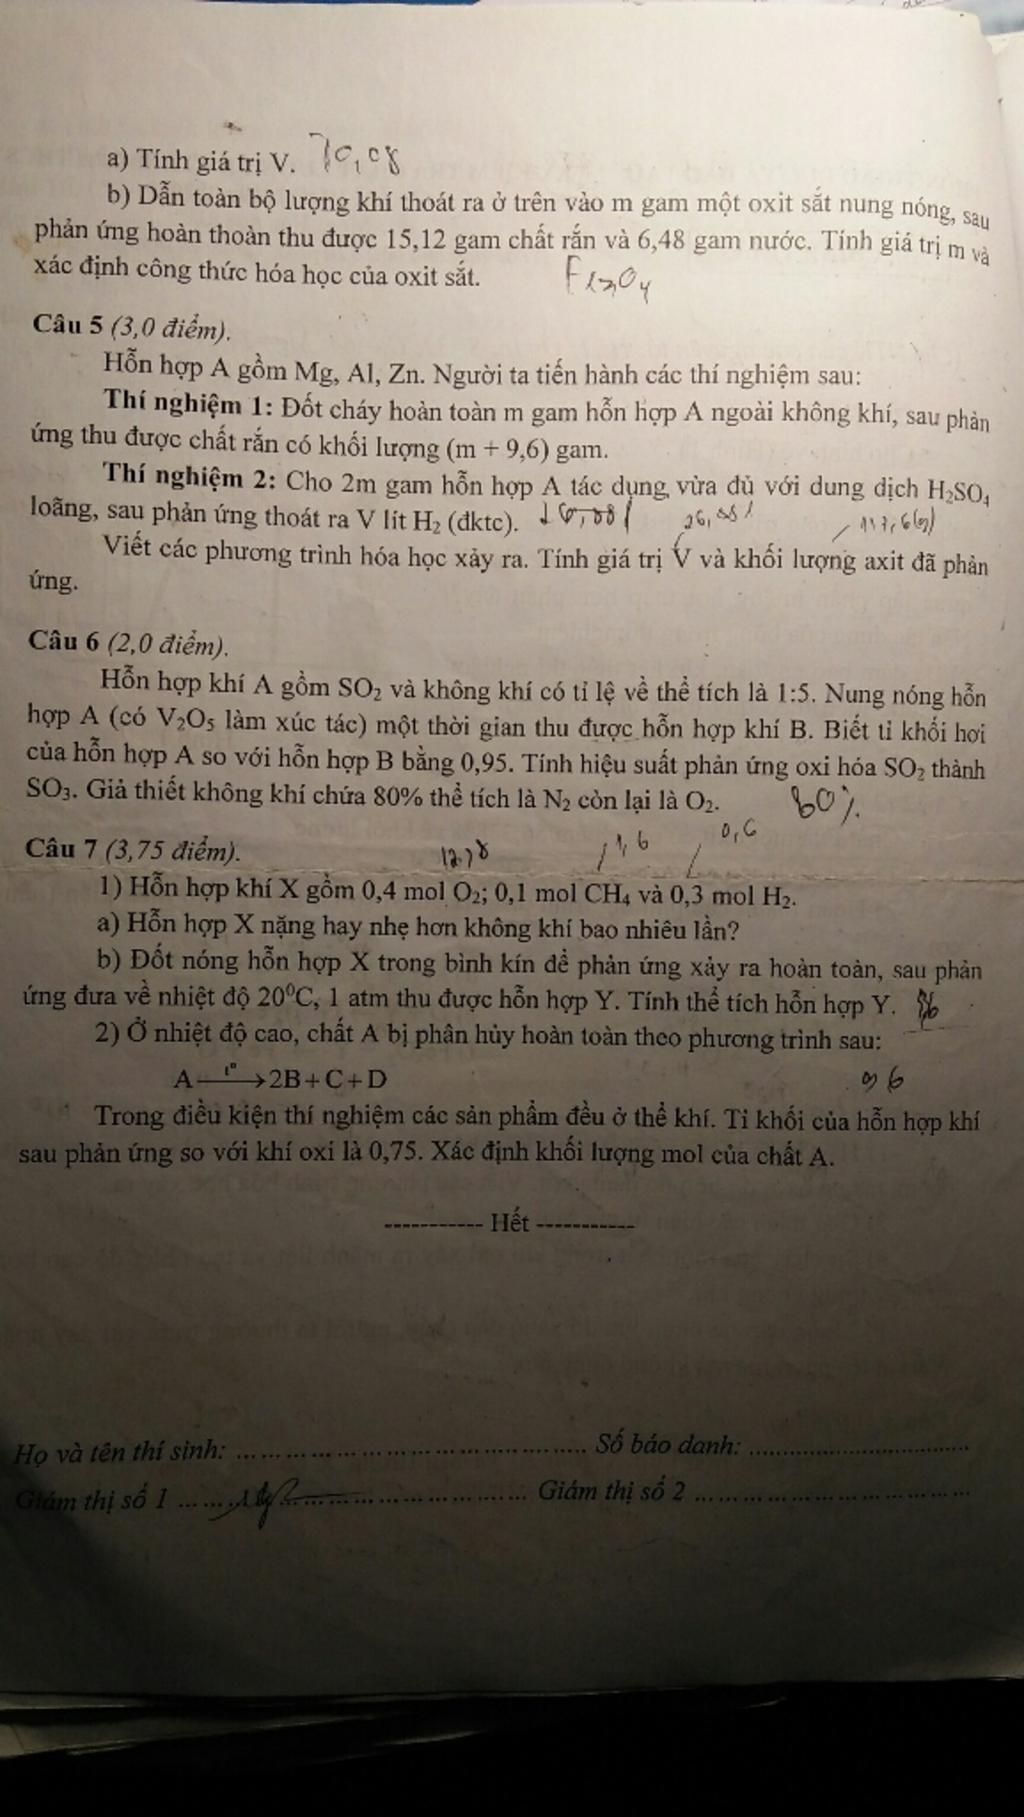 a) Tính giá trị V. 10,08
b) Dẫn toàn bộ lượng khí thoát ra ở trên vào m gam một oxit sắt nung nóng, sau
phản ứng hoàn thoàn thu được 15,12 gam chất rắn và 6,48 gam nước. Tính giá trị m và
xác định công thức hóa học của oxit sắt.
Câu 5 (3,0 điểm).
Hỗn hợp A gồm Mg, Al, Zn. Người ta tiến hành các thí nghiệm sau:
Thí nghiệm 1: Đốt cháy hoàn toàn m gam hỗn hợp A ngoài không khí, sau phản
ứng thu được chất rắn có khối lượng (m + 9,6) gam.
Thí nghiệm 2: Cho 2m gam hỗn hợp A tác dụng vừa đủ với dung dịch H₂SO₄
loãng, sau phản ứng thoát ra V lít H₂ (đktc). 26,88l 117,6(g)
Viết các phương trình hóa học xảy ra. Tính giá trị V và khối lượng axit đã phản
ứng.
Câu 6 (2,0 điểm).
Hỗn hợp khí A gồm SO₂ và không khí có tỉ lệ về thể tích là 1:5. Nung nóng hỗn
hợp A (có V₂O₅ làm xúc tác) một thời gian thu được hỗn hợp khí B. Biết tỉ khối hơi
của hỗn hợp A so với hỗn hợp B bằng 0,95. Tính hiệu suất phản ứng oxi hóa SO₂ thành
SO₃. Giả thiết không khí chứa 80% thể tích là N₂ còn lại là O₂. 60%
Câu 7 (3,75 điểm). 12,8 1,6 0,6
1) Hỗn hợp khí X gồm 0,4 mol O₂; 0,1 mol CH₄ và 0,3 mol H₂.
a) Hỗn hợp X nặng hay nhẹ hơn không khí bao nhiêu lần?
b) Đốt nóng hỗn hợp X trong bình kín để phản ứng xảy ra hoàn toàn, sau phản
ứng đưa về nhiệt độ 20⁰C, 1 atm thu được hỗn hợp Y. Tính thể tích hỗn hợp Y.
2) Ở nhiệt độ cao, chất A bị phân hủy hoàn toàn theo phương trình sau:
A —t°→ 2B + C + D 96
Trong điều kiện thí nghiệm các sản phẩm đều ở thể khí. Tỉ khối của hỗn hợp khí
sau phản ứng so với khí oxi là 0,75. Xác định khối lượng mol của chất A.
----------- Hết -----------
Họ và tên thí sinh: .......................................... Số báo danh: ..............................
Giám thị số 1 .......................................... Giám thị số 2 ..............................